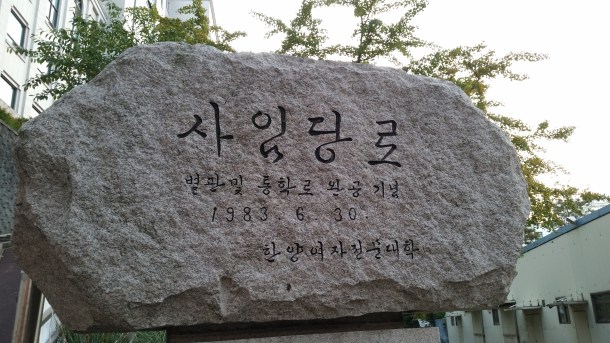 사임당로
별관및 통학로 완공 기념
1983. 6. 30.
한양여자전문대학